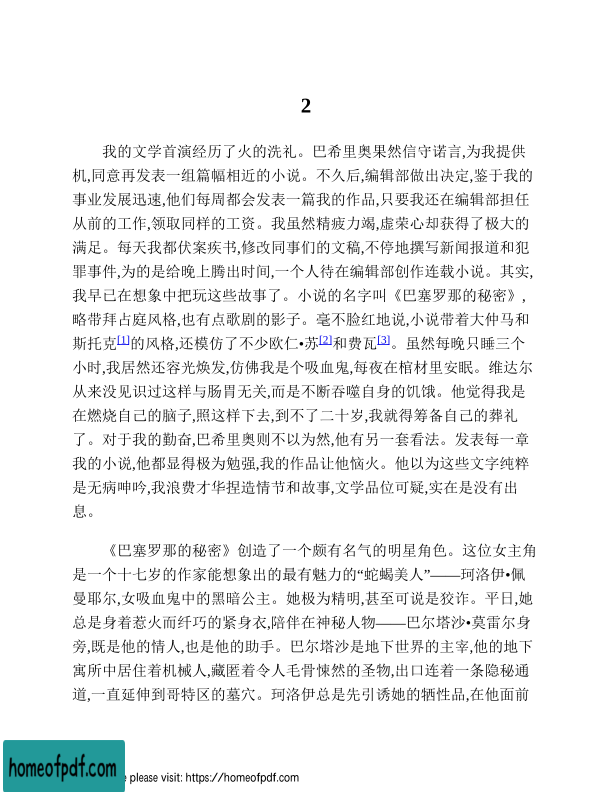 2
我的文学首演经历了火的洗礼。巴希里奥果然信守诺言,为我提供
机,同意再发表一组篇幅相近的小说。不久后,编辑部做出决定,鉴于我的
事业发展迅速,他们每周都会发表一篇我的作品,只要我还在编辑部担任
从前的工作,领取同样的工资。我虽然精疲力竭,虚荣心却获得了极大的
满足。每天我都伏案疾书,修改同事们的文稿,不停地撰写新闻报道和犯
罪事件,为的是给晚上腾出时间,一个人待在编辑部创作连载小说。其实,
我早已在想象中把玩这些故事了。小说的名字叫《巴塞罗那的秘密》,
略带拜占庭风格,也有点歌剧的影子。毫不脸红地说,小说带着大仲马和
斯托克[1]的风格,还模仿了不少欧仁•苏[2]和费瓦[3]。虽然每晚只睡三个
小时,我居然还容光焕发,仿佛我是个吸血鬼,每夜在棺材里安眠。维达尔
从来没见识过这样与肠胃无关,而是不断吞噬自身的饥饿。他觉得我是
在燃烧自己的脑子,照这样下去,到不了二十岁,我就得筹备自己的葬礼
了。对于我的勤奋,巴希里奥则不以为然,他有另一套看法。发表每一章
我的小说,他都显得极为勉强,我的作品让他恼火。他以为这些文字纯粹
是无病呻吟,我浪费才华捏造情节和故事,文学品位可疑,实在是没有出
息。
《巴塞罗那的秘密》创造了一个颇有名气的明星角色。这位女主角
是一个十七岁的作家能想象出的最有魅力的“蛇蝎美人”——珂洛伊•佩
曼耶尔,女吸血鬼中的黑暗公主。她极为精明,甚至可说是狡诈。平日,她
总是身着惹火而纤巧的紧身衣,陪伴在神秘人物——巴尔塔沙•莫雷尔身
旁,既是他的情人,也是他的助手。巴尔塔沙是地下世界的主宰,他的地下
寓所中居住着机械人,藏匿着令人毛骨悚然的圣物,出口连着一条隐秘通
道,一直延伸到哥特区的墓穴。珂洛伊总是先引诱她的牺牲品,在他面前
homeofpdf.com
e please visit: https://homeofpdf.com